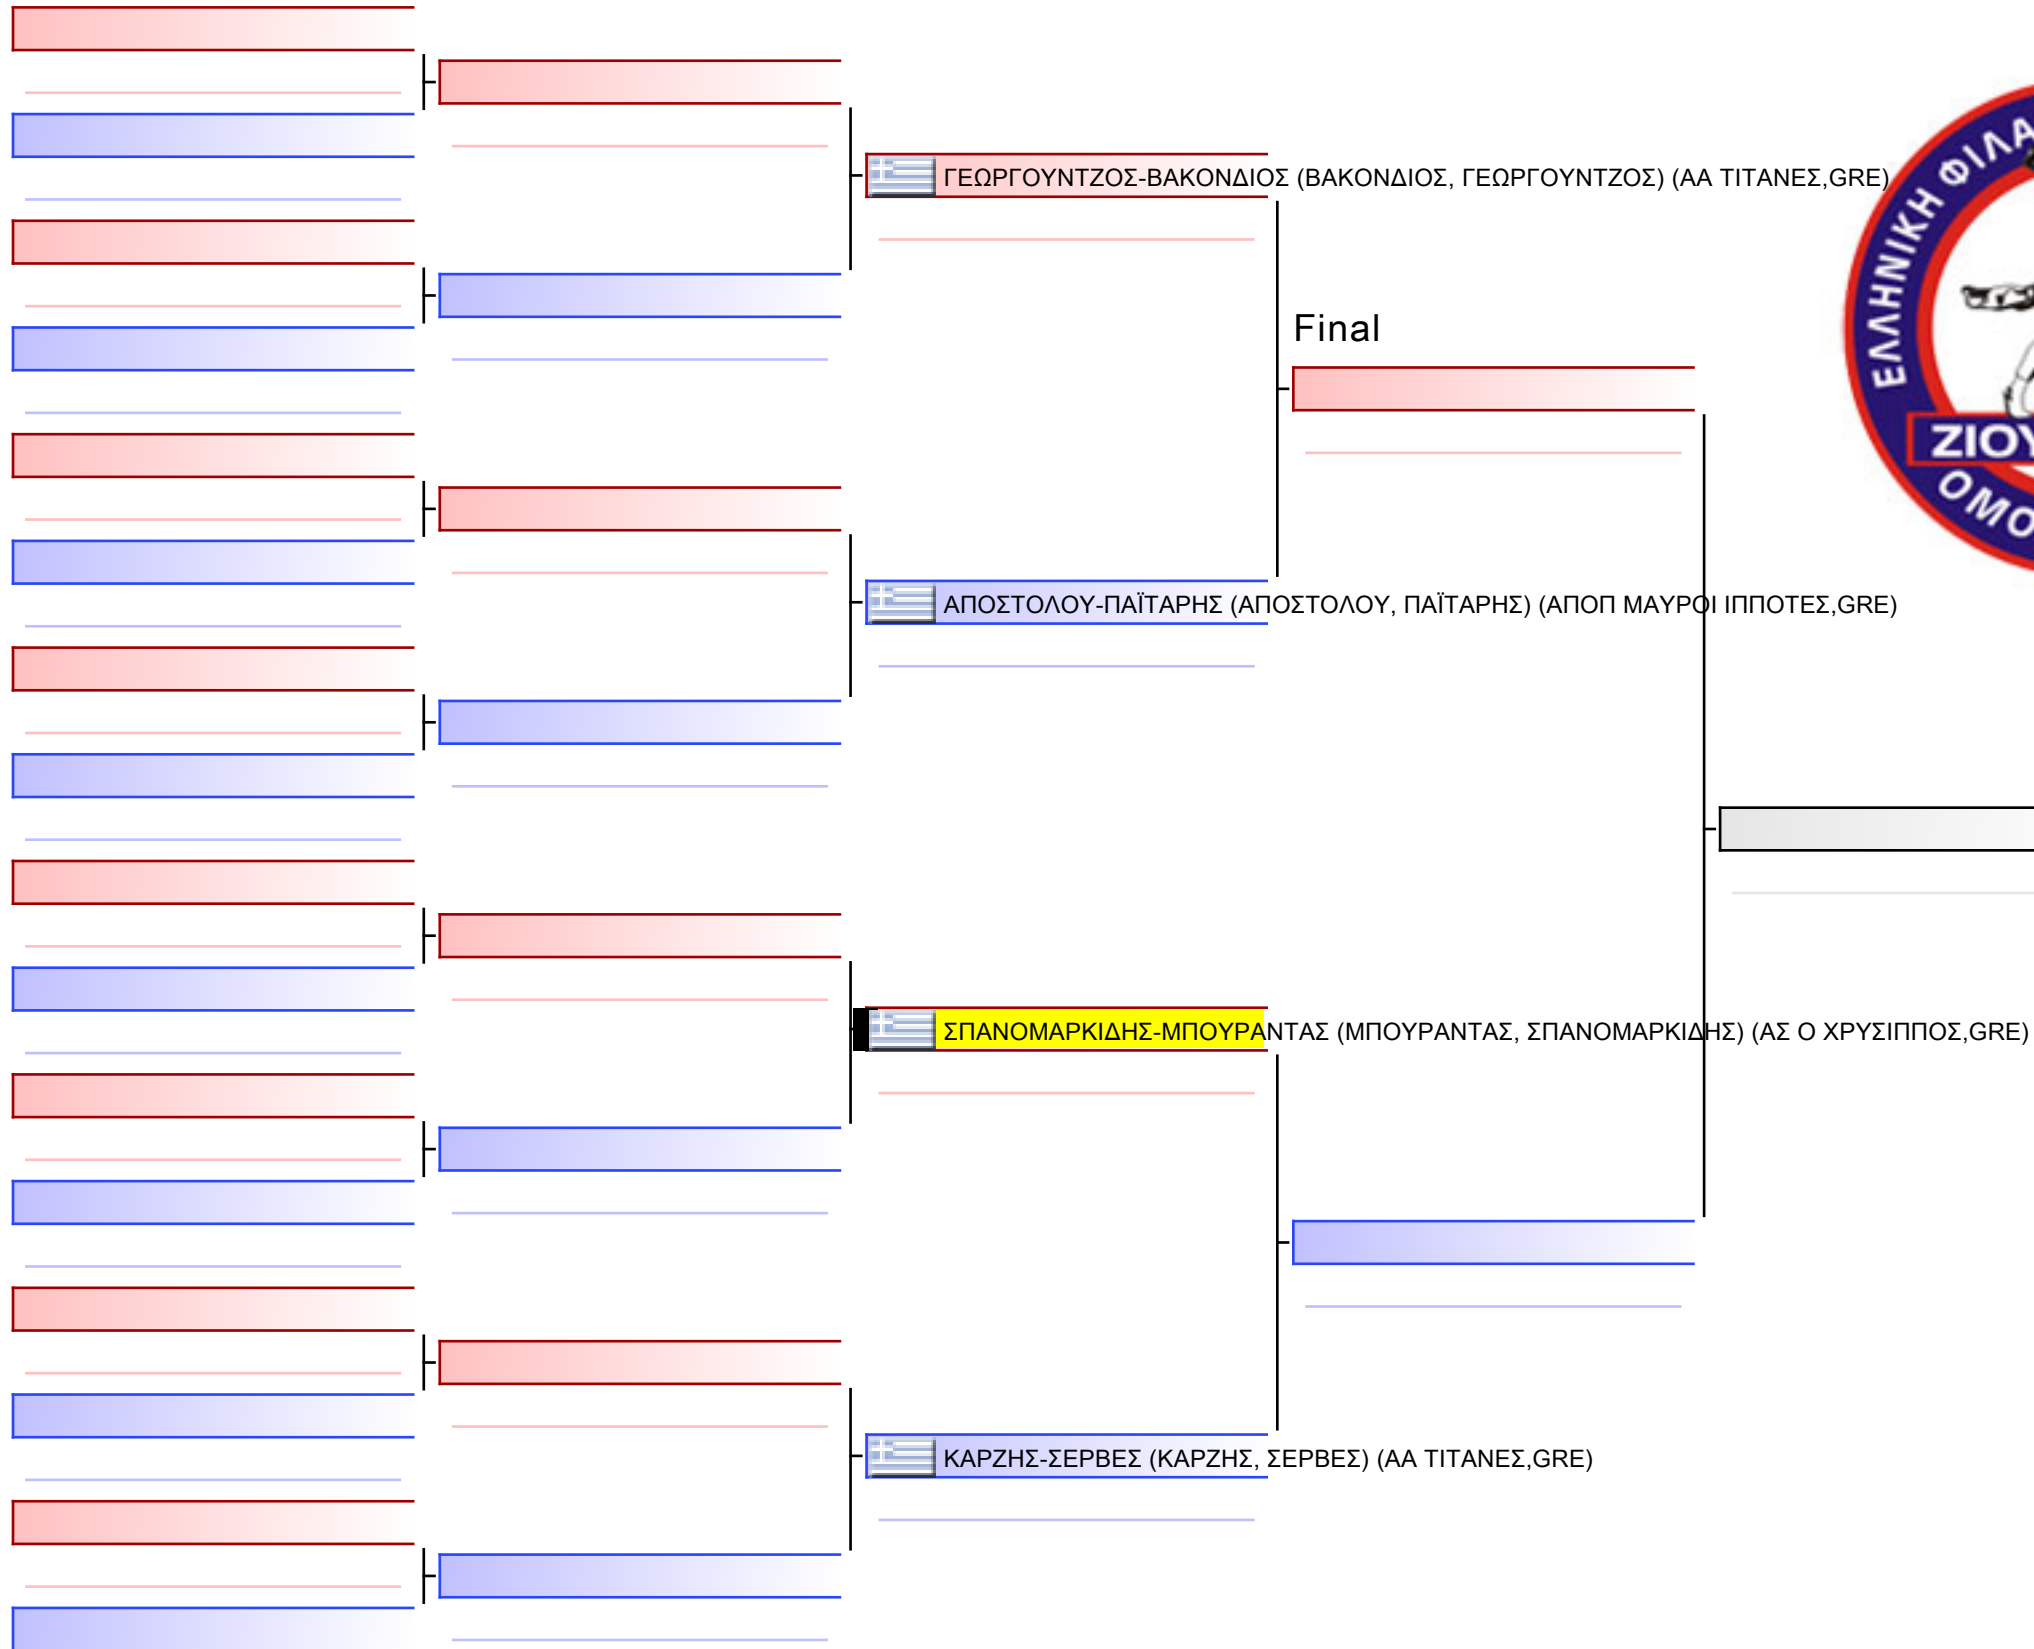 ΓΕΩΡΓΟΥΝΤΖΟΣ-ΒΑΚΟΝΔΙΟΣ (ΒΑΚΟΝΔΙΟΣ, ΓΕΩΡΓΟΥΝΤΖΟΣ) (ΑΑ ΤΙΤΑΝΕΣ,GRE)
Final
ΑΠΟΣΤΟΛΟΥ-ΠΑΪΤΑΡΗΣ (ΑΠΟΣΤΟΛΟΥ, ΠΑΪΤΑΡΗΣ) (ΑΠΟΠ ΜΑΥΡΟΙ ΙΠΠΟΤΕΣ,GRE)
ΣΠΑΝΟΜΑΡΚΙΔΗΣ-ΜΠΟΥΡΑΝΤΑΣ (ΜΠΟΥΡΑΝΤΑΣ, ΣΠΑΝΟΜΑΡΚΙΔΗΣ) (ΑΣ Ο ΧΡΥΣΙΠΠΟΣ,GRE)
ΚΑΡΖΗΣ-ΣΕΡΒΕΣ (ΚΑΡΖΗΣ, ΣΕΡΒΕΣ) (ΑΑ ΤΙΤΑΝΕΣ,GRE)
ΕΛΛΗΝΙΚΗ